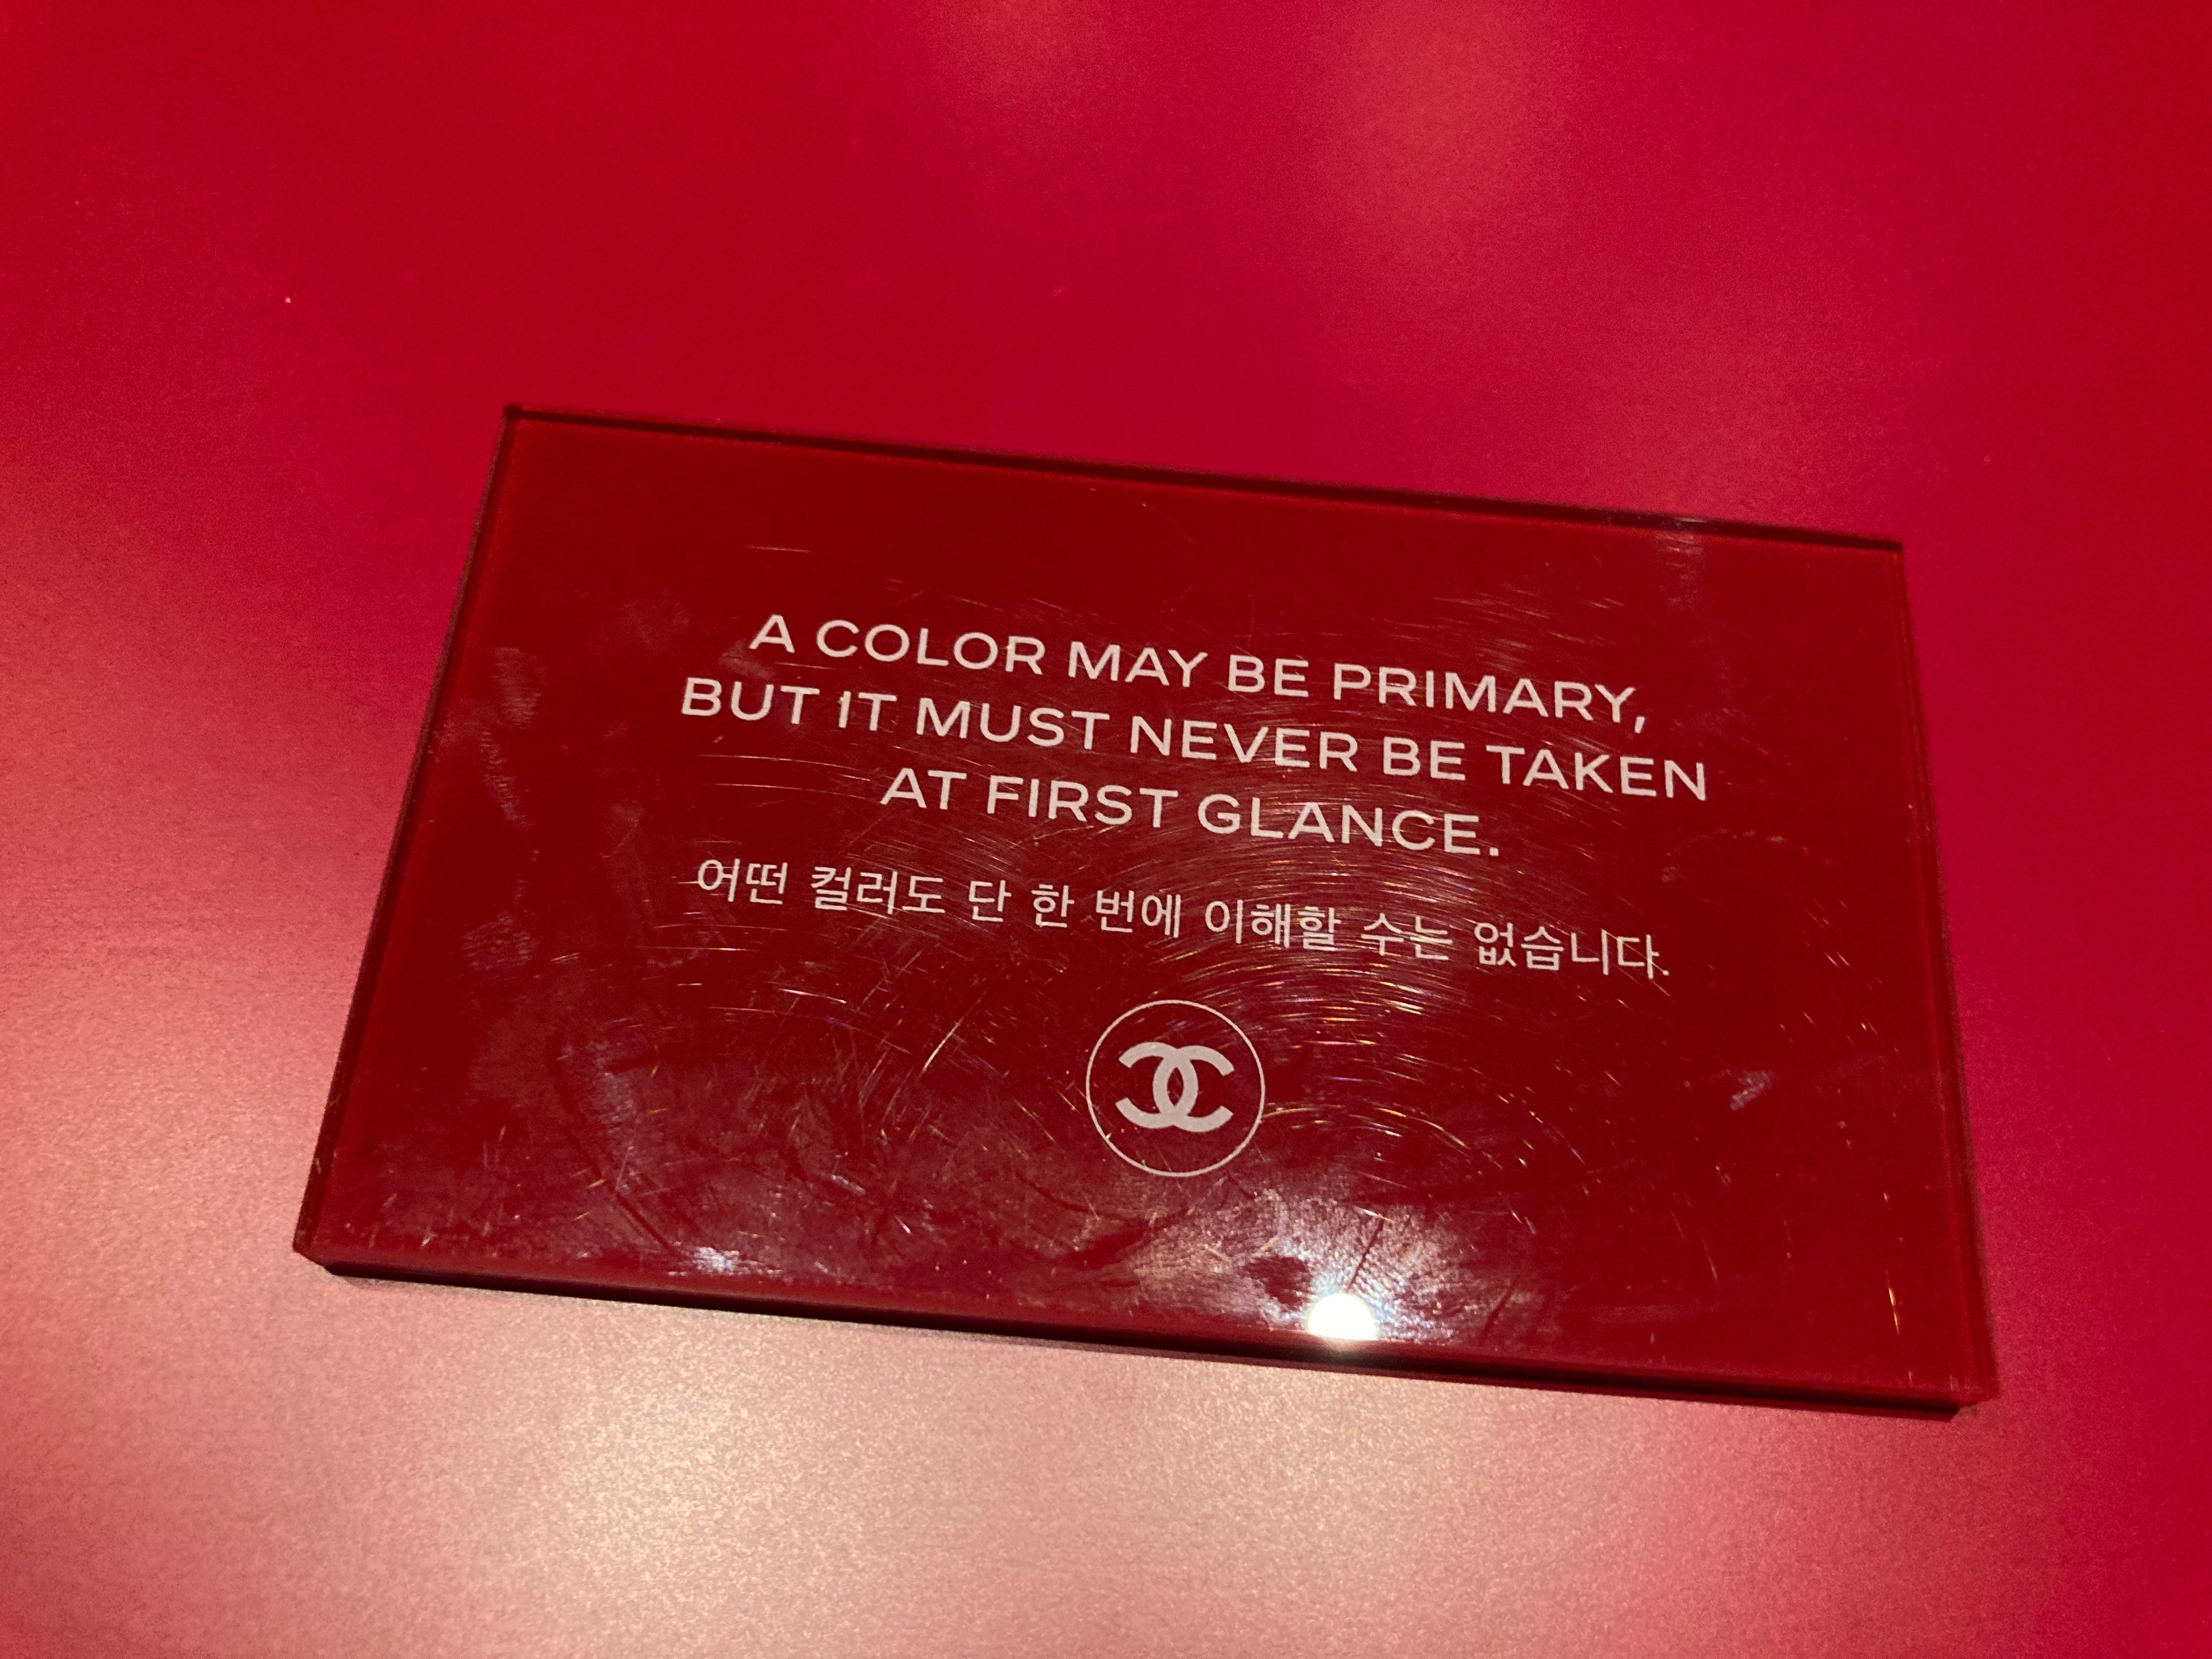 A COLOR MAY BE PRIMARY,
BUT IT MUST NEVER BE TAKEN
AT FIRST GLANCE.
어떤 컬러도 단 한 번에 이해할 수는 없습니다.